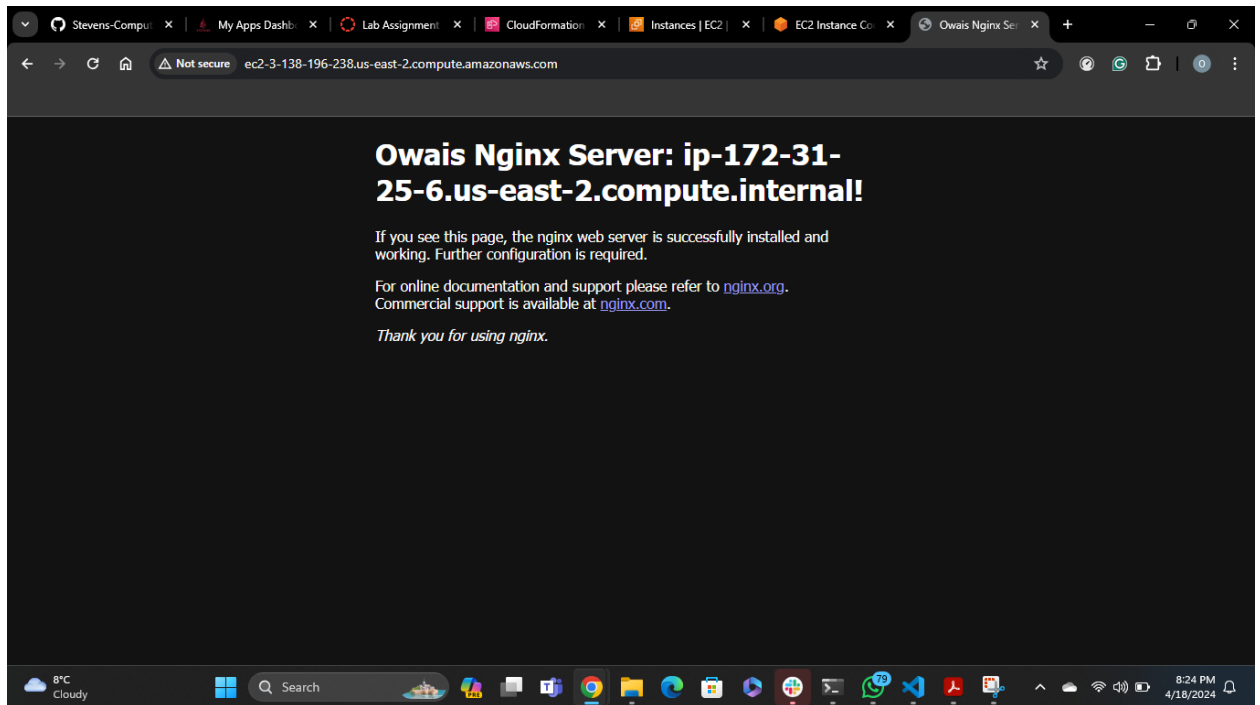 Stevens-Comput
My Apps Dashbo
Lab Assignment
CloudFormation
Instances | EC2 |
EC2 Instance Co
Owais Nginx Ser
Not secure
ec2-3-138-196-238.us-east-2.compute.amazonaws.com
O
Owais Nginx Server: ip-172-31-
25-6.us-east-2.compute.internal!
If you see this page, the nginx web server is successfully installed and
working. Further configuration is required.
For online documentation and support please refer to nginx.org.
Commercial support is available at nginx.com.
Thank you for using nginx.
8°C
Cloudy
Search
PRE
79
8:24 PM
4/18/2024